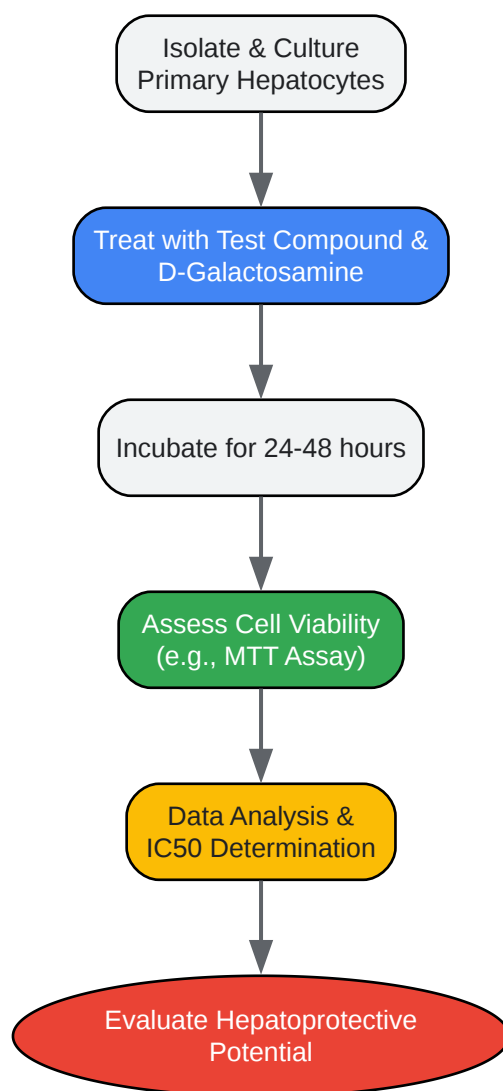 Isolate & Culture
Primary Hepatocytes
Treat with Test Compound &
D-Galactosamine
Incubate for 24-48 hours
Assess Cell Viability
(e.g., MTT Assay)
Data Analysis &
IC50 Determination
Evaluate Hepatoprotective
Potential